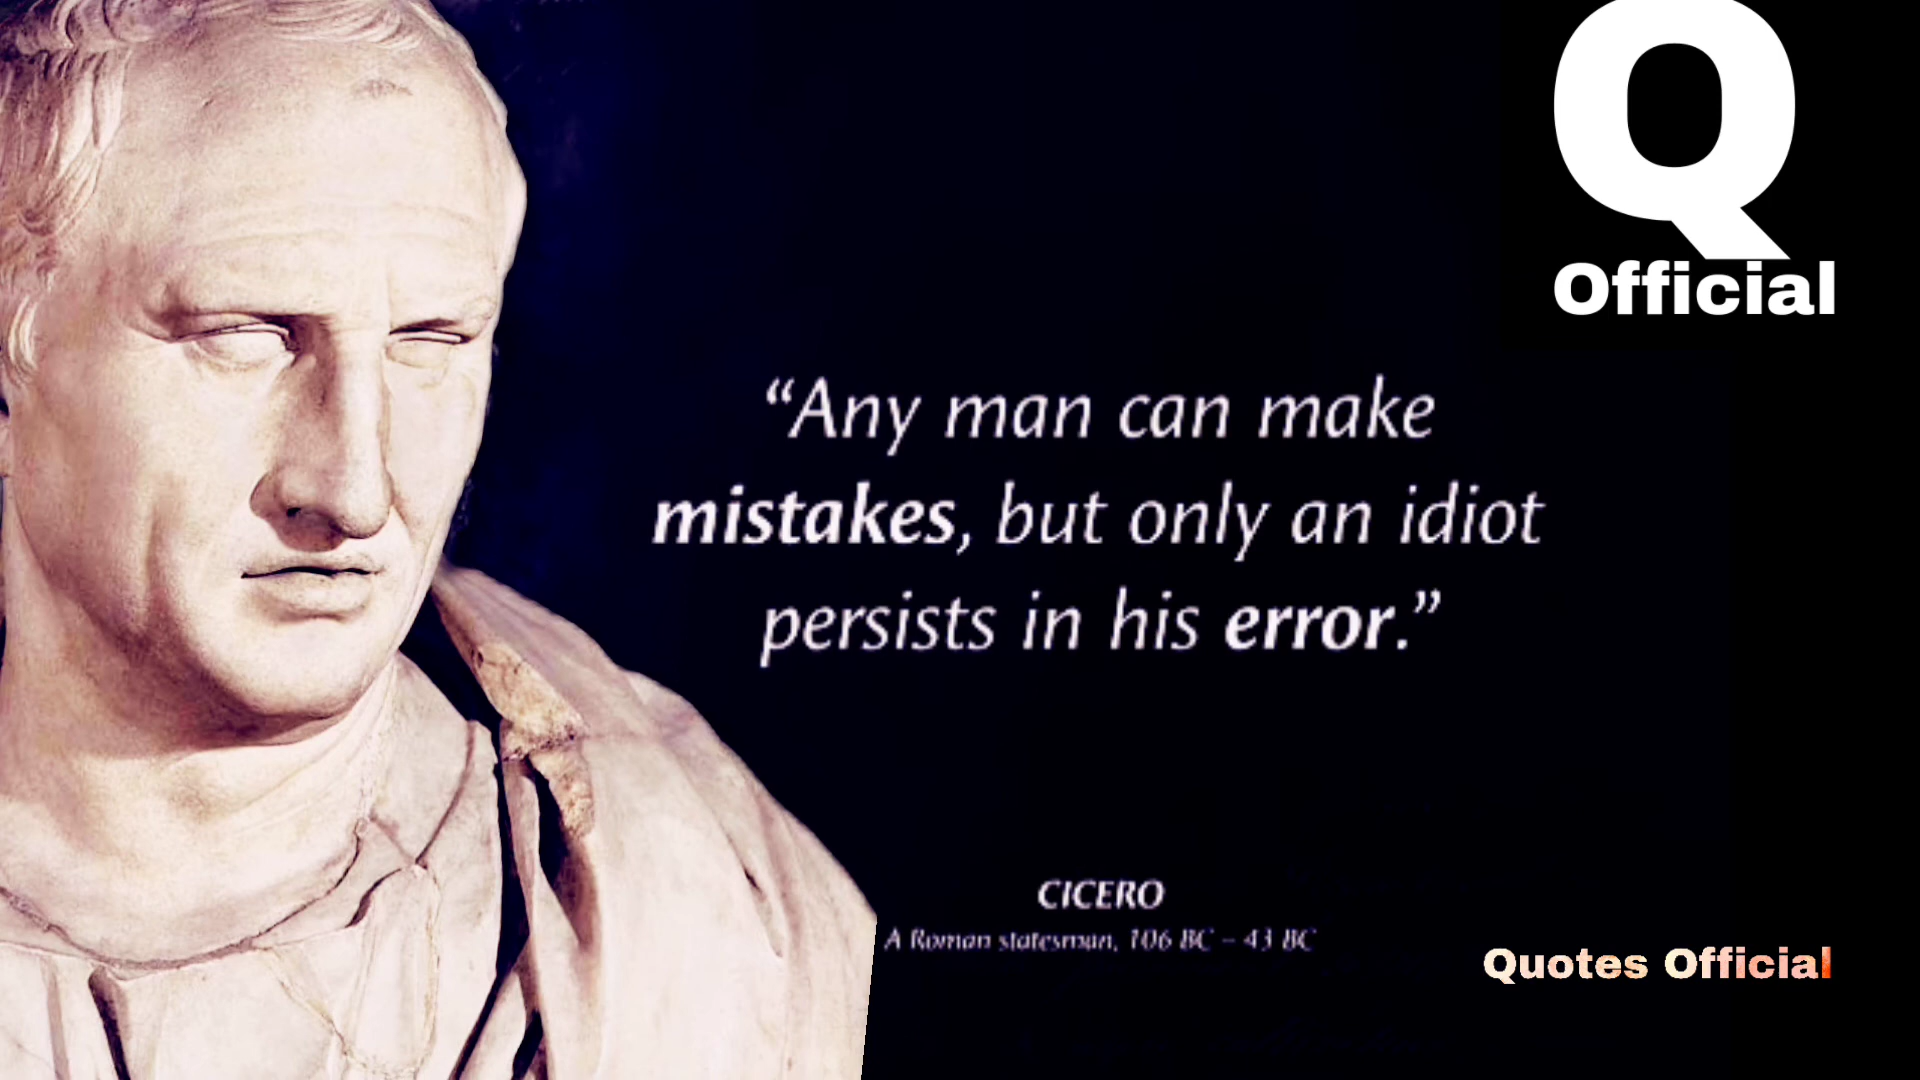 Q
Official
“Any man can make
mistakes, but only an idiot
persists in his error.”
CICERO
A Roman statesman, 106 BC – 43 BC
Quotes Official